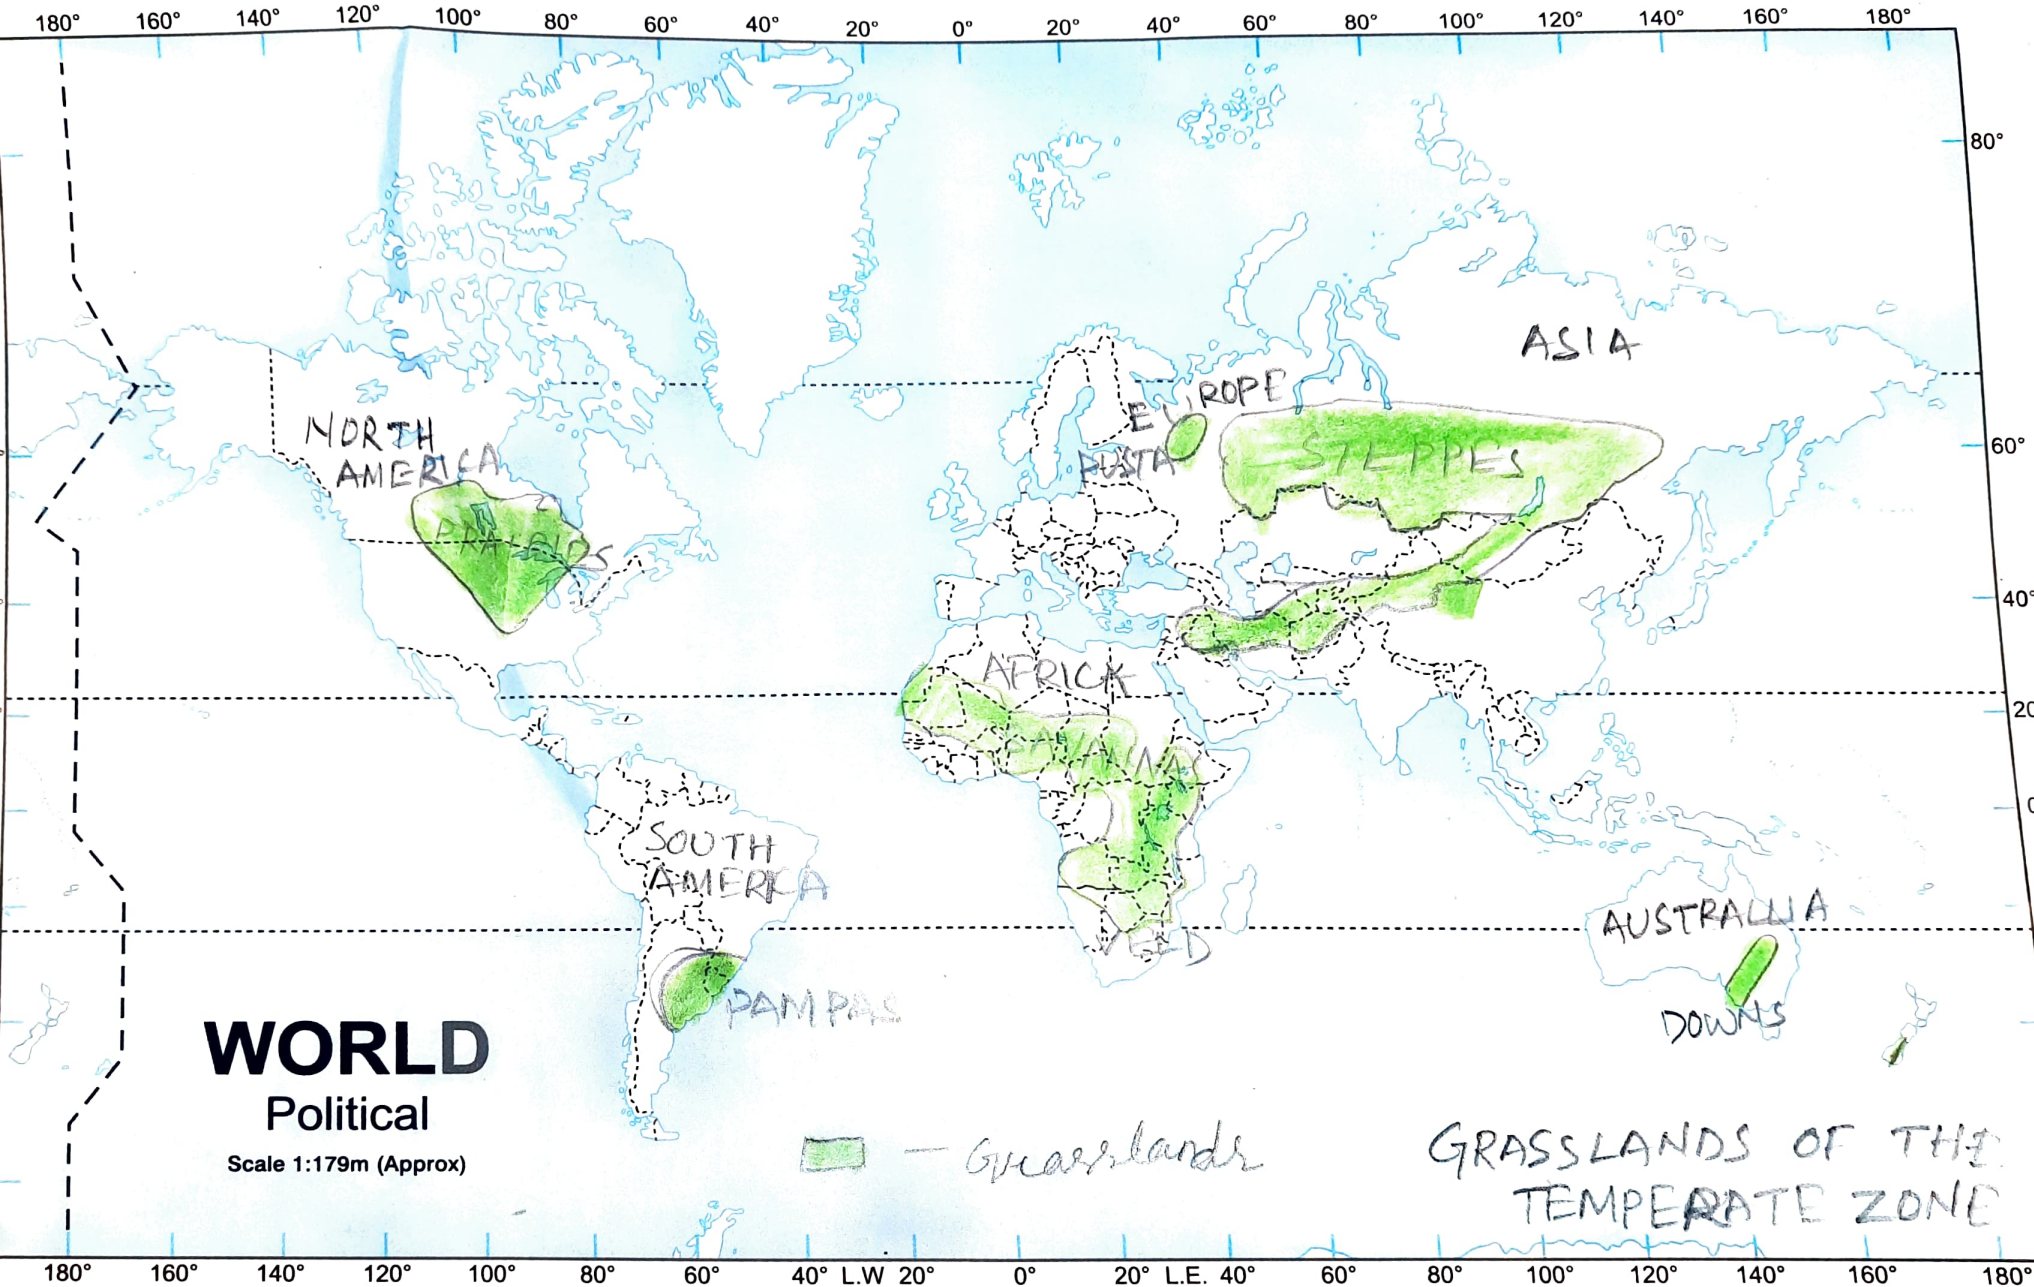 180° 160° 140° 120° 100° 80° 60° 40° 20° 0° 20° 40° 60° 80° 100° 120° 140° 160° 180°
80°
ASIA
EUROPE
NORTH
AMERICA
60°
PUSTA
STEPPES
PRAIRIES
40°
AFRICA
20°
SAVANNA
0
SOUTH
AMERICA
AUSTRALLIA
VELD
PAMPAS
DOWNS
WORLD
Political
Scale 1:179m (Approx)
— Grasslands
GRASSLANDS OF THE
TEMPERATE ZONE
180° 160° 140° 120° 100° 80° 60° 40° L.W 20° 0° 20° L.E. 40° 60° 80° 100° 120° 140° 160° 180°